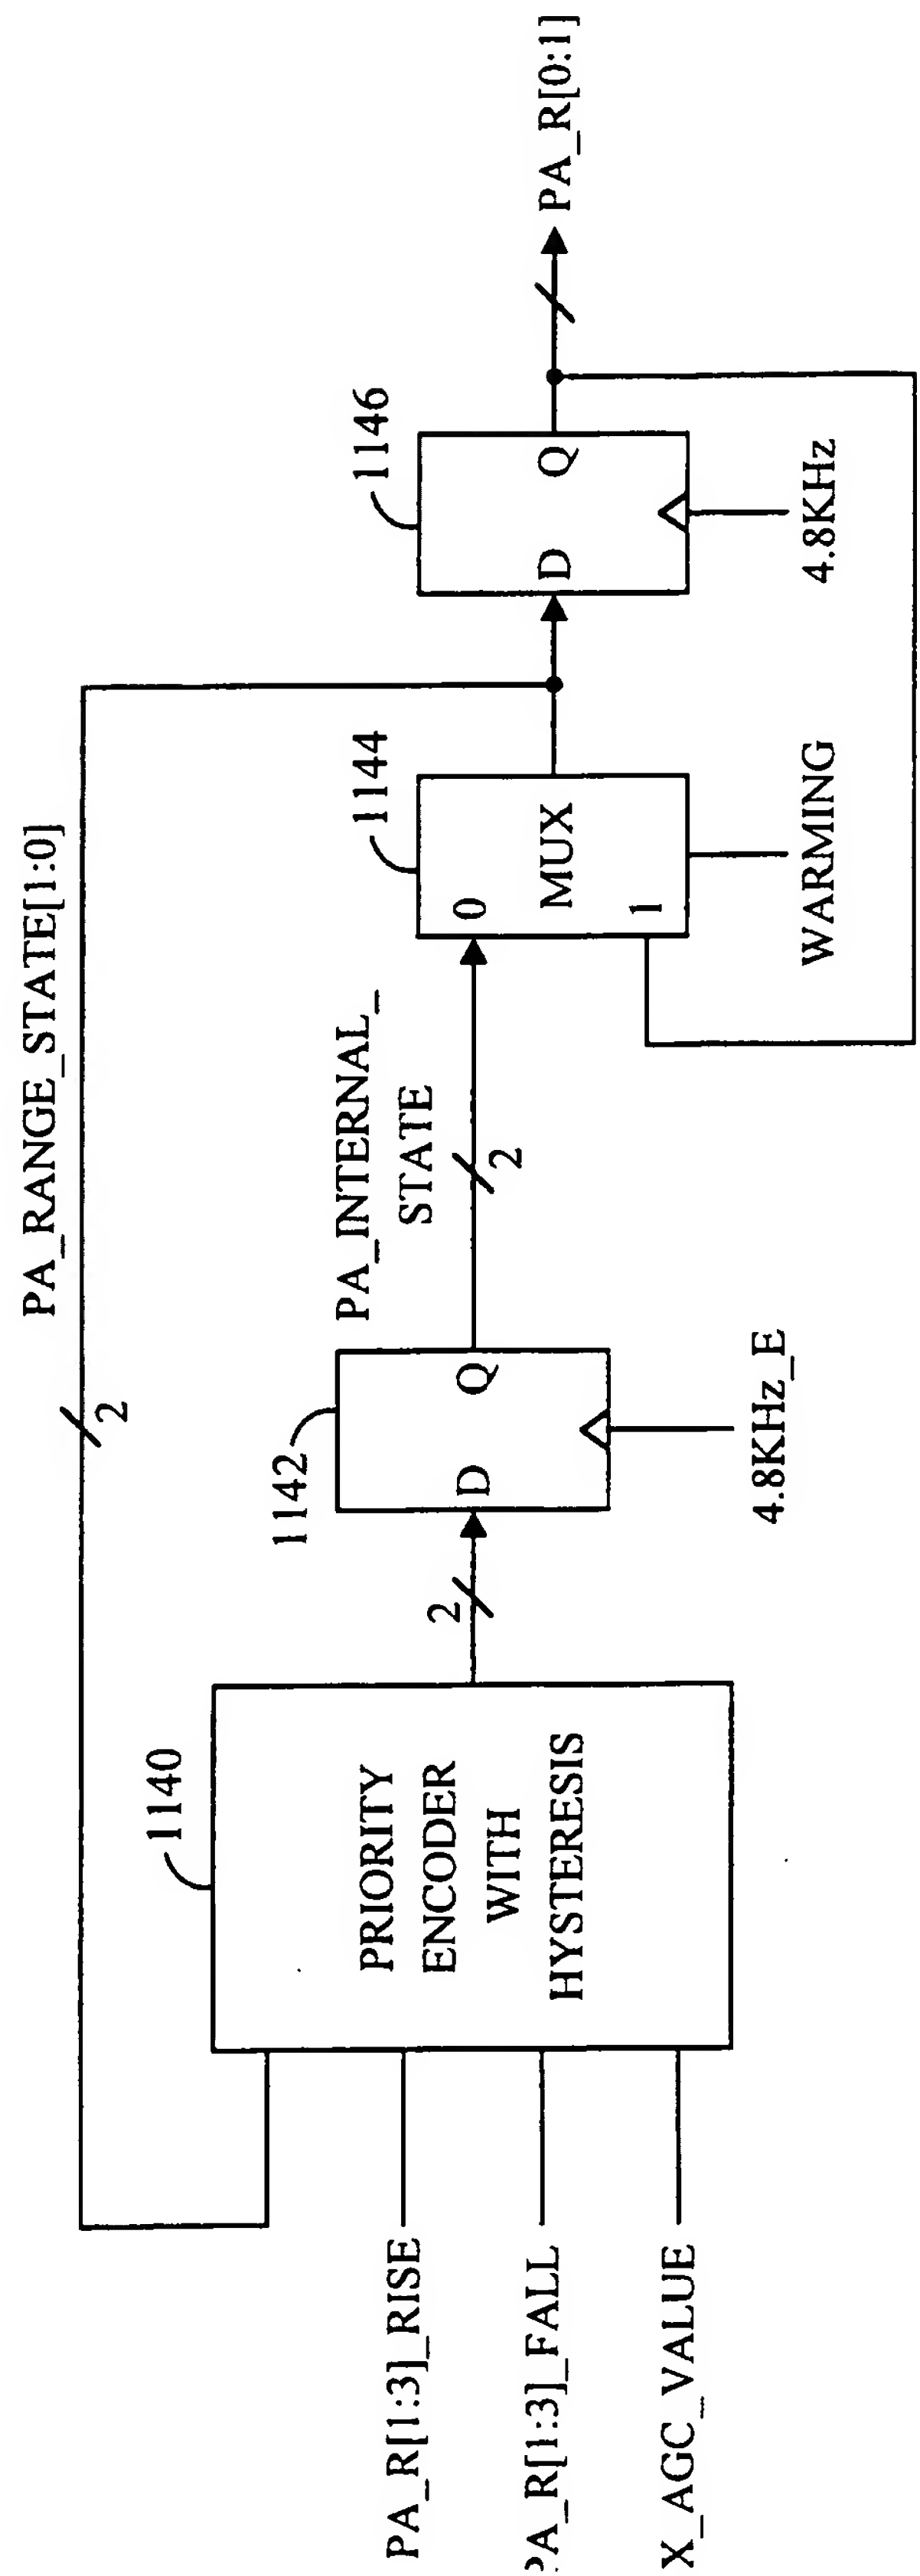 PA_RANGE_STATE[1:0]
2
1140
PRIORITY
ENCODER
WITH
HYSTERESIS
PA_R[1:3]_RISE
PA_R[1:3]_FALL
X_AGC_VALUE
2
1142
D
Q
4.8KHz_E
PA_INTERNAL_
STATE
2
1144
0
MUX
1
WARMING
1146
D
Q
4.8KHz
PA_R[0:1]